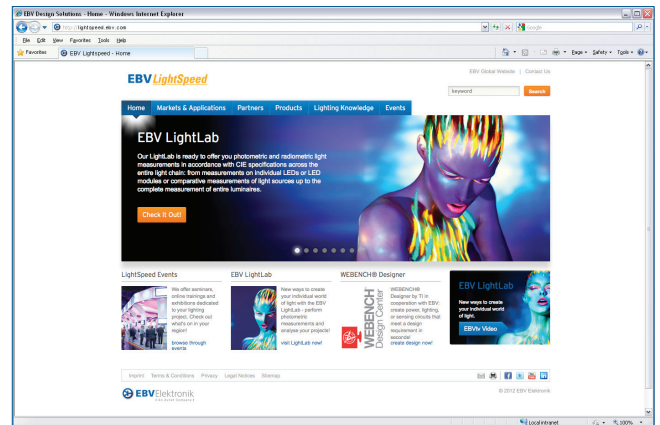 EBV Design Solutions - Home - Windows Internet Explorer
http://lightspeed.ebv.com
Google
File Edit View Favorites Tools Help
Favorites
EBV Lightspeed - Home
Page Safety Tools
EBV Global Website | Contact Us
EBV LightSpeed
keyword
Search
Home Markets & Applications Partners Products Lighting Knowledge Events
EBV LightLab
Our LightLab is ready to offer you photometric and radiometric light
measurements in accordance with CIE specifications across the
entire light chain: from measurements on individual LEDs or LED
modules or comparative measurements of light sources up to the
complete measurement of entire luminaires.
Check It Out!
LightSpeed Events
We offer seminars,
online trainings and
exhibitions dedicated
to your lighting
project. Check out
what's on in your
region!
browse through
events
EBV LightLab
New ways to create
your individual world
of light with the EBV
LightLab - perform
photometric
measurements and
analyse your projects!
visit LightLab now!
WEBENCH® Designer
WEBENCH®
Design Center
WEBENCH®
Designer by TI in
cooperation with EBV:
create power, lighting,
or sensing circuits that
meet a design
requirement in
seconds!
create design now!
EBV LightLab
New ways to create
your individual world
of light.
EBVtv Video
Imprint Terms & Conditions Privacy Legal Notices Sitemap
EBVElektronik
© 2012 EBV Elektronik
Local intranet
100%